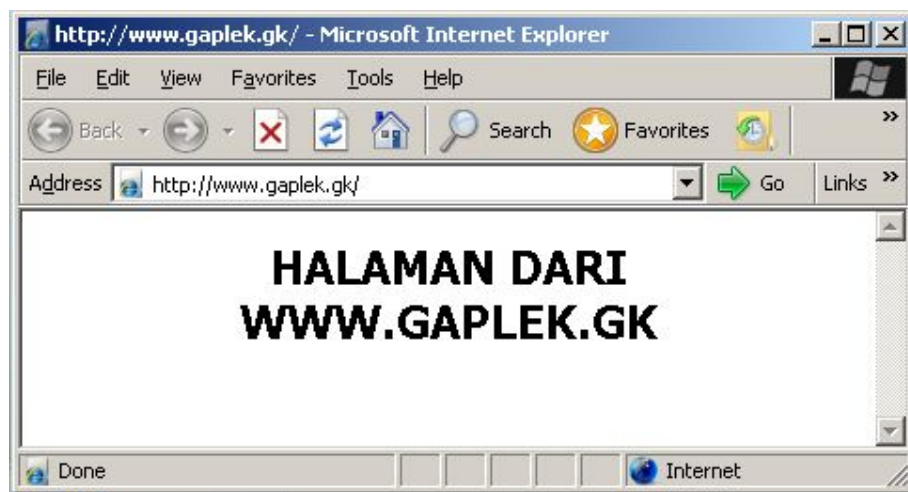 http://www.gaplek.gk/ - Microsoft Internet Explorer
File Edit View Favorites Tools Help
Back Search Favorites »
Address http://www.gaplek.gk/ Go Links »
HALAMAN DARI
WWW.GAPLEK.GK
Done Internet